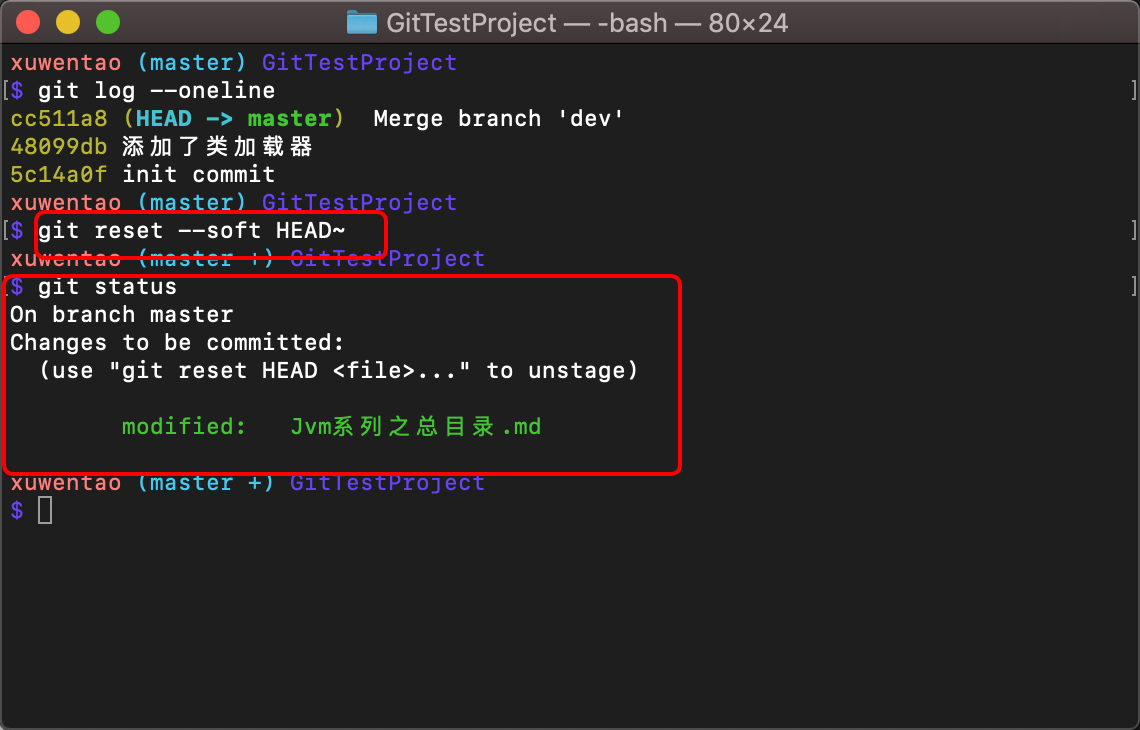 GitTestProject — -bash — 80×24
xuwentao (master) GitTestProject
[$ git log --oneline ]
cc511a8 (HEAD -> master) Merge branch 'dev'
48099db 添加了类加载器
5c14a0f init commit
xuwentao (master) GitTestProject
[$ git reset --soft HEAD~ ]
xuwentao (master +) GitTestProject
[$ git status ]
On branch master
Changes to be committed:
(use "git reset HEAD <file>..." to unstage)
modified: Jvm系列之总目录.md
xuwentao (master +) GitTestProject
$